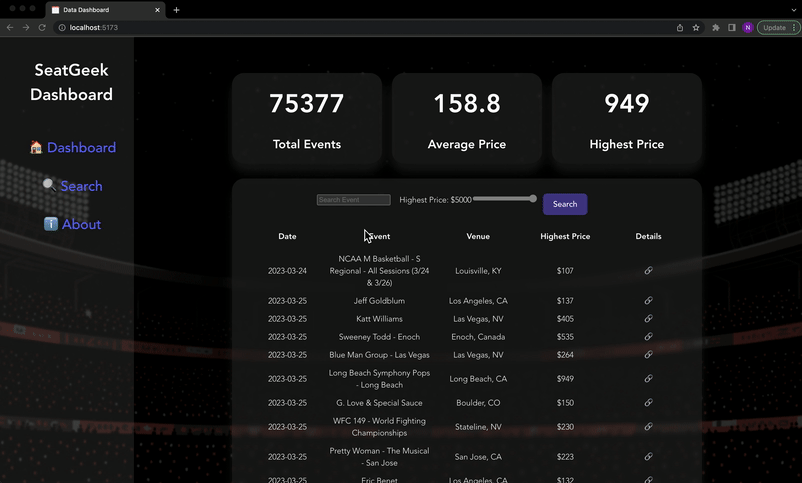 Data Dashboard
localhost:5173
N
Update
SeatGeek
Dashboard
Dashboard
Search
About
75377
Total Events
158.8
Average Price
949
Highest Price
Search Event
Highest Price: $5000
Search
Date Event Venue Highest Price Details
2023-03-24 NCAA M Basketball - S
Regional - All Sessions (3/24
& 3/26) Louisville, KY $107
2023-03-25 Jeff Goldblum Los Angeles, CA $137
2023-03-25 Katt Williams Las Vegas, NV $405
2023-03-25 Sweeney Todd - Enoch Enoch, Canada $535
2023-03-25 Blue Man Group - Las Vegas Las Vegas, NV $264
2023-03-25 Long Beach Symphony Pops
- Long Beach Long Beach, CA $949
2023-03-25 G. Love & Special Sauce Boulder, CO $150
2023-03-25 WFC 149 - World Fighting
Championships Stateline, NV $230
2023-03-25 Pretty Woman - The Musical
- San Jose San Jose, CA $223
2023-03-25 Eric Benet Los Angeles, CA $132